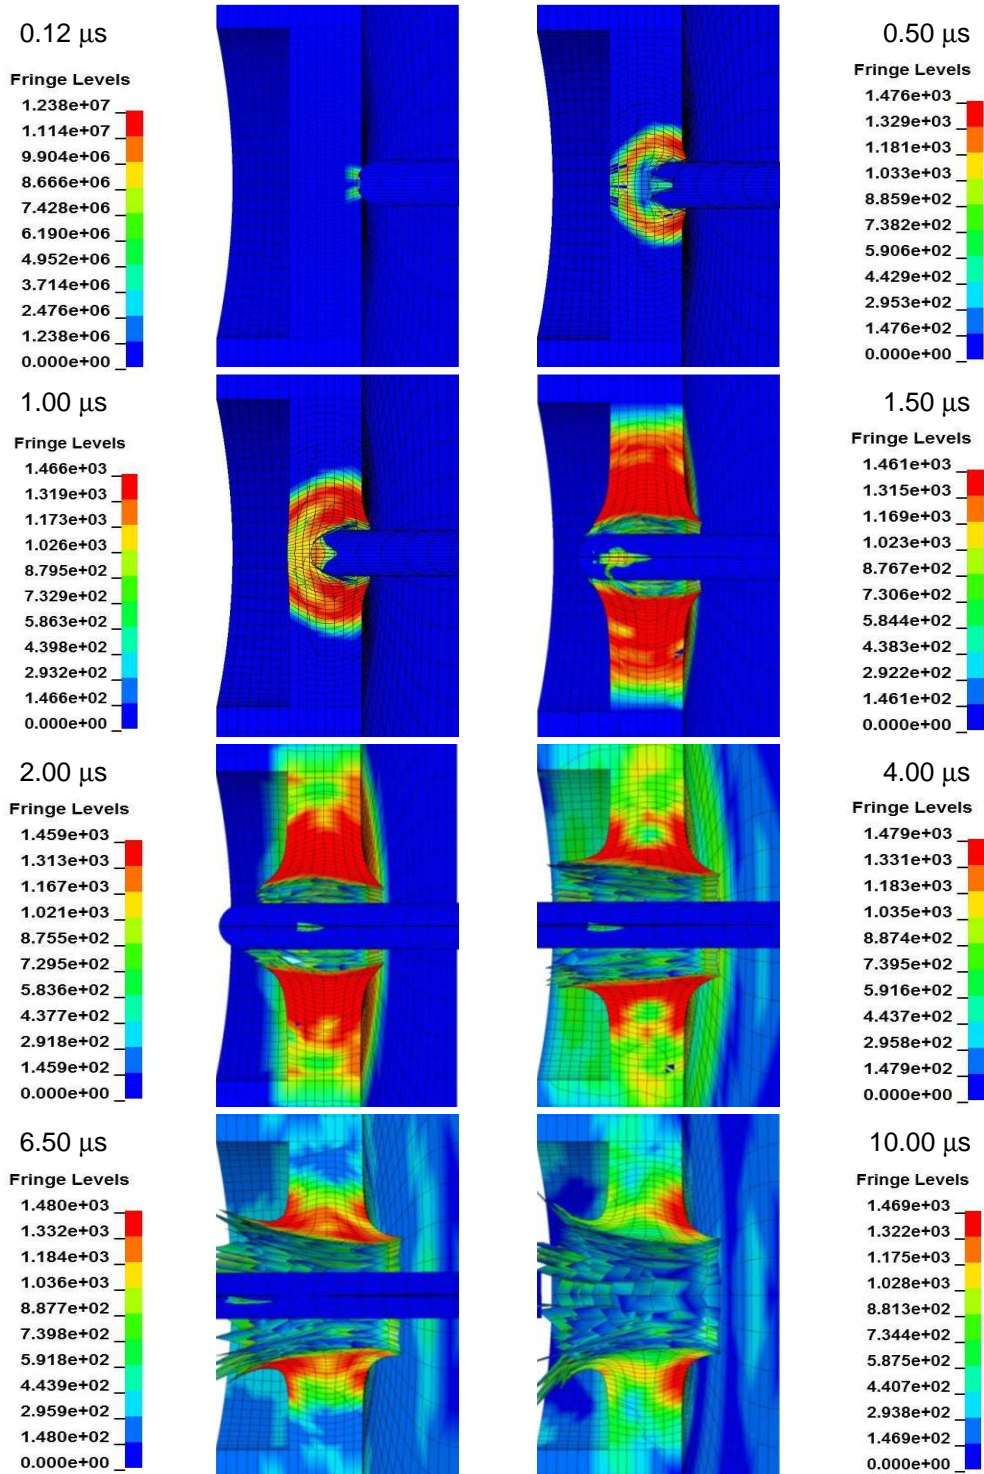 0.12 μs
Fringe Levels
1.238e+07
1.114e+07
9.904e+06
8.666e+06
7.428e+06
6.190e+06
4.952e+06
3.714e+06
2.476e+06
1.238e+06
0.000e+00
0.50 μs
Fringe Levels
1.476e+03
1.329e+03
1.181e+03
1.033e+03
8.859e+02
7.382e+02
5.906e+02
4.429e+02
2.953e+02
1.476e+02
0.000e+00
1.00 μs
Fringe Levels
1.466e+03
1.319e+03
1.173e+03
1.026e+03
8.795e+02
7.329e+02
5.863e+02
4.398e+02
2.932e+02
1.466e+02
0.000e+00
1.50 μs
Fringe Levels
1.461e+03
1.315e+03
1.169e+03
1.023e+03
8.767e+02
7.306e+02
5.844e+02
4.383e+02
2.922e+02
1.461e+02
0.000e+00
2.00 μs
Fringe Levels
1.459e+03
1.313e+03
1.167e+03
1.021e+03
8.755e+02
7.295e+02
5.836e+02
4.377e+02
2.918e+02
1.459e+02
0.000e+00
4.00 μs
Fringe Levels
1.479e+03
1.331e+03
1.183e+03
1.035e+03
8.874e+02
7.395e+02
5.916e+02
4.437e+02
2.958e+02
1.479e+02
0.000e+00
6.50 μs
Fringe Levels
1.480e+03
1.332e+03
1.184e+03
1.036e+03
8.877e+02
7.398e+02
5.918e+02
4.439e+02
2.959e+02
1.480e+02
0.000e+00
10.00 μs
Fringe Levels
1.469e+03
1.322e+03
1.175e+03
1.028e+03
8.813e+02
7.344e+02
5.875e+02
4.407e+02
2.938e+02
1.469e+02
0.000e+00